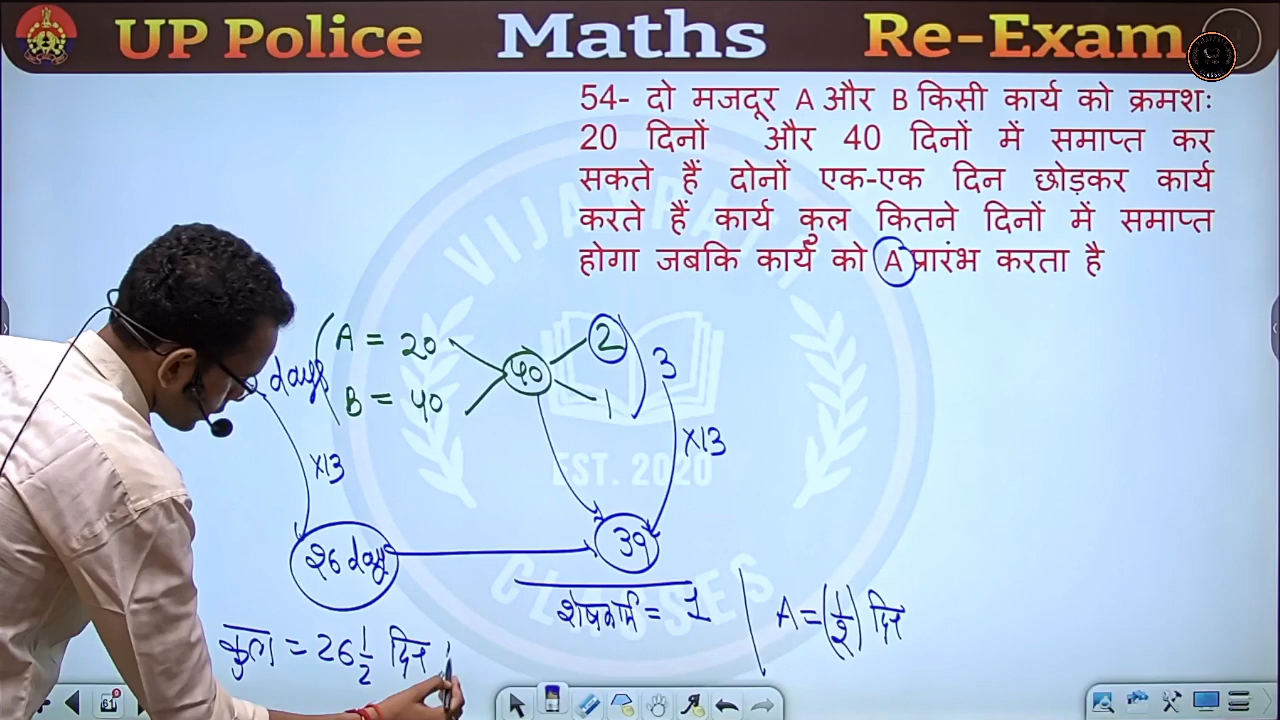 UP Police Maths Re-Exam
54- दो मजदूर A और B किसी कार्य को क्रमशः
20 दिनों और 40 दिनों में समाप्त कर
सकते हैं दोनों एक-एक दिन छोड़कर कार्य
करते हैं कार्य कुल कितने दिनों में समाप्त
होगा जबकि कार्य को A प्रारंभ करता है
A = 20
B = 40
40
2
1
3
days
×13
×13
26 days
39
शेषकार्य = 1
A = (1/2) दिन
कुल = 26 1/2 दिन
EST. 2020
CLASSES
61